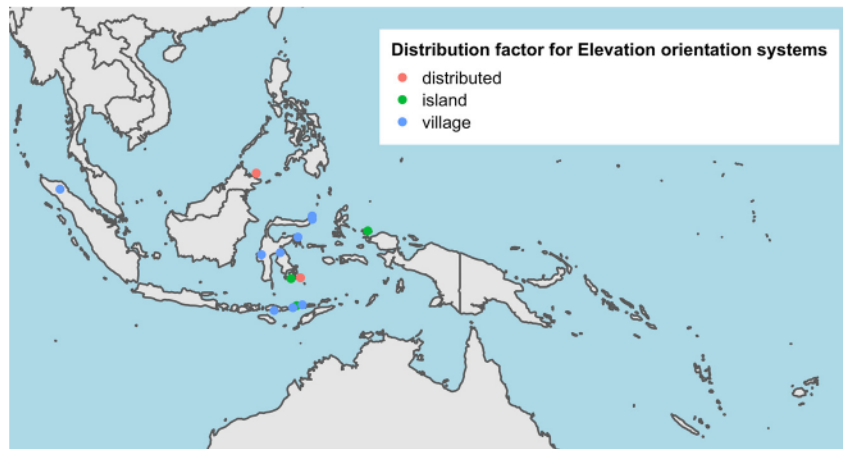 Distribution factor for Elevation orientation systems
distributed
island
village